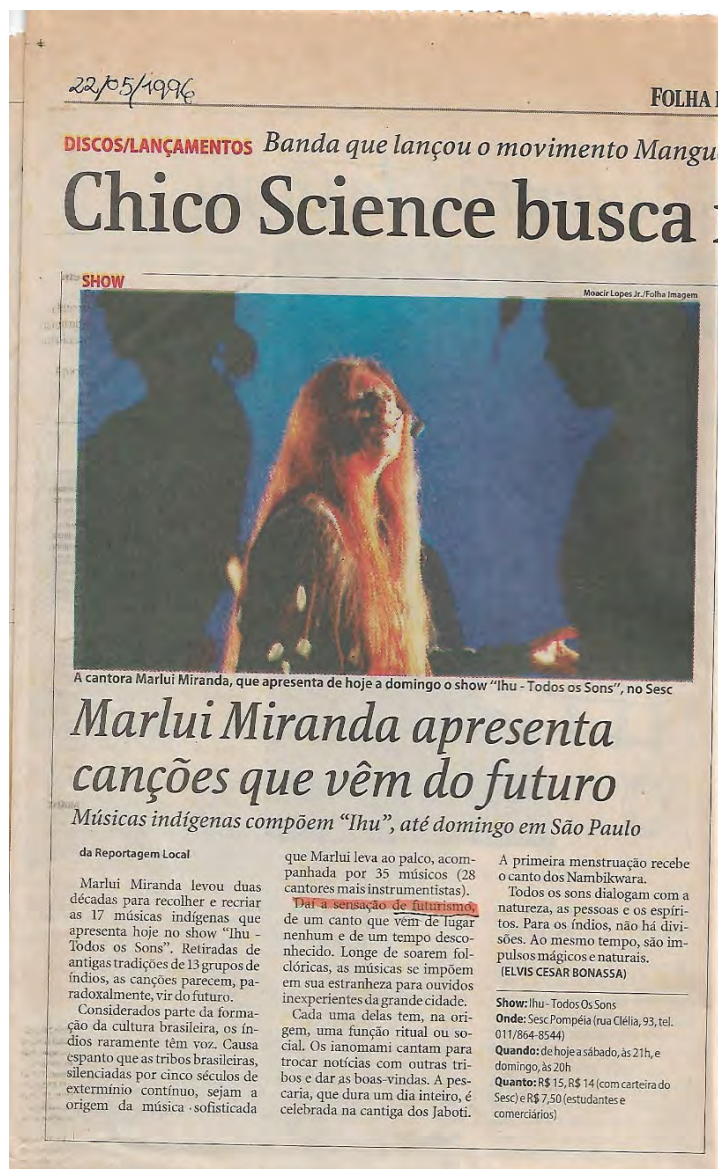 22/05/1996
FOLHA
DISCOS/LANÇAMENTOS Banda que lançou o movimento Mangu
Chico Science busca
SHOW
Moacir Lopes Jr./Folha Imagem
A cantora Marlui Miranda, que apresenta de hoje a domingo o show "Ihu - Todos os Sons", no Sesc
Marlui Miranda apresenta
canções que vêm do futuro
Músicas indígenas compõem “Ihu”, até domingo em São Paulo
da Reportagem Local
Marlui Miranda levou duas
décadas para recolher e recriar
as 17 músicas indígenas que
apresenta hoje no show “Ihu -
Todos os Sons”. Retiradas de
antigas tradições de 13 grupos de
índios, as canções parecem, pa-
radoxalmente, vir do futuro.
Considerados parte da forma-
ção da cultura brasileira, os ín-
dios raramente têm voz. Causa
espanto que as tribos brasileiras,
silenciadas por cinco séculos de
extermínio contínuo, sejam a
origem da música sofisticada
que Marlui leva ao palco, acom-
panhada por 35 músicos (28
cantores mais instrumentistas).
Daí a sensação de futurismo,
de um canto que vêm de lugar
nenhum e de um tempo desco-
nhecido. Longe de soarem fol-
clóricas, as músicas se impõem
em sua estranheza para ouvidos
inexperientes da grande cidade.
Cada uma delas tem, na ori-
gem, uma função ritual ou so-
cial. Os ianomami cantam para
trocar notícias com outras tri-
bos e dar as boas-vindas. A pes-
caria, que dura um dia inteiro, é
celebrada na cantiga dos Jaboti.
A primeira menstruação recebe
o canto dos Nambikwara.
Todos os sons dialogam com a
natureza, as pessoas e os espíri-
tos. Para os índios, não há divi-
sões. Ao mesmo tempo, são im-
pulsos mágicos e naturais.
(ELVIS CESAR BONASSA)
Show: Ihu - Todos Os Sons
Onde: Sesc Pompéia (rua Clélia, 93, tel.
011/864-8544)
Quando: de hoje a sábado, às 21h, e
domingo, às 20h
Quanto: R$ 15, R$ 14 (com carteira do
Sesc) e R$ 7,50 (estudantes e
comerciários)